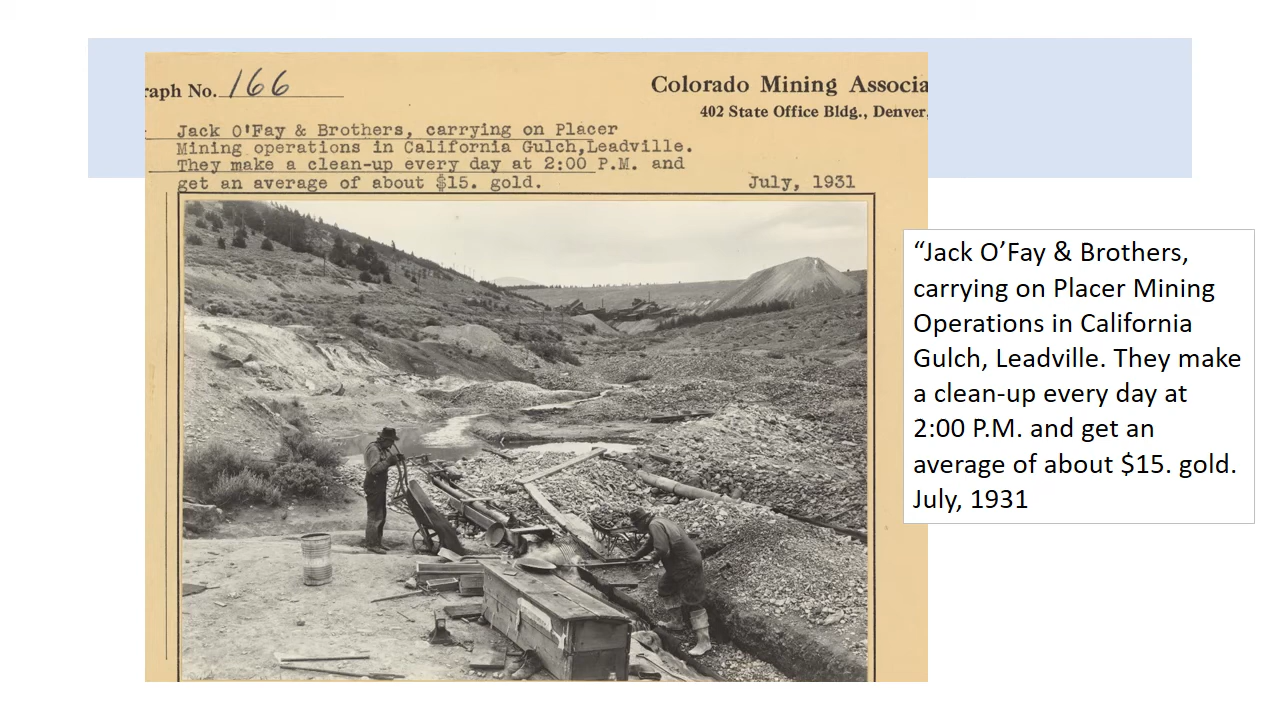 raph No. 166
Colorado Mining Associa
402 State Office Bldg., Denver,
Jack O'Fay & Brothers, carrying on Placer
Mining operations in California Gulch,Leadville.
They make a clean-up every day at 2:00 P.M. and
get an average of about $15. gold.
July, 1931
“Jack O’Fay & Brothers,
carrying on Placer Mining
Operations in California
Gulch, Leadville. They make
a clean-up every day at
2:00 P.M. and get an
average of about $15. gold.
July, 1931